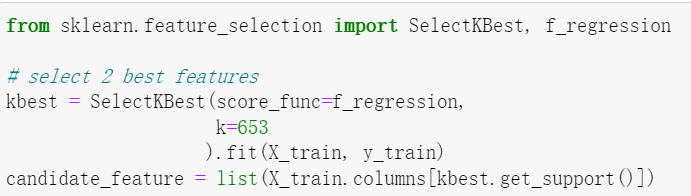 from sklearn.feature_selection import SelectKBest, f_regression
# select 2 best features
kbest = SelectKBest(score_func=f_regression,
k=653
).fit(X_train, y_train)
candidate_feature = list(X_train.columns[kbest.get_support()])